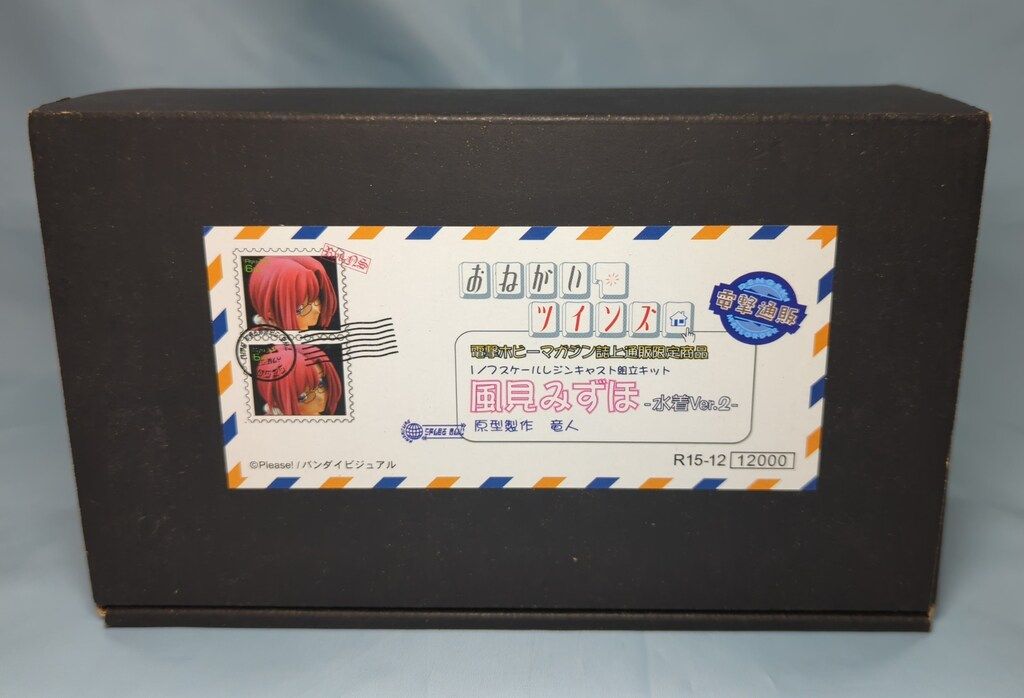 おねがい
ツインズ
電撃通販
電撃ホビーマガジン誌上通販限定商品
1/7スケールレジンキャスト組立キット
風見みずほ -水着Ver.2-
原型製作　竜人
©Please! / バンダイビジュアル
R15-12 12000